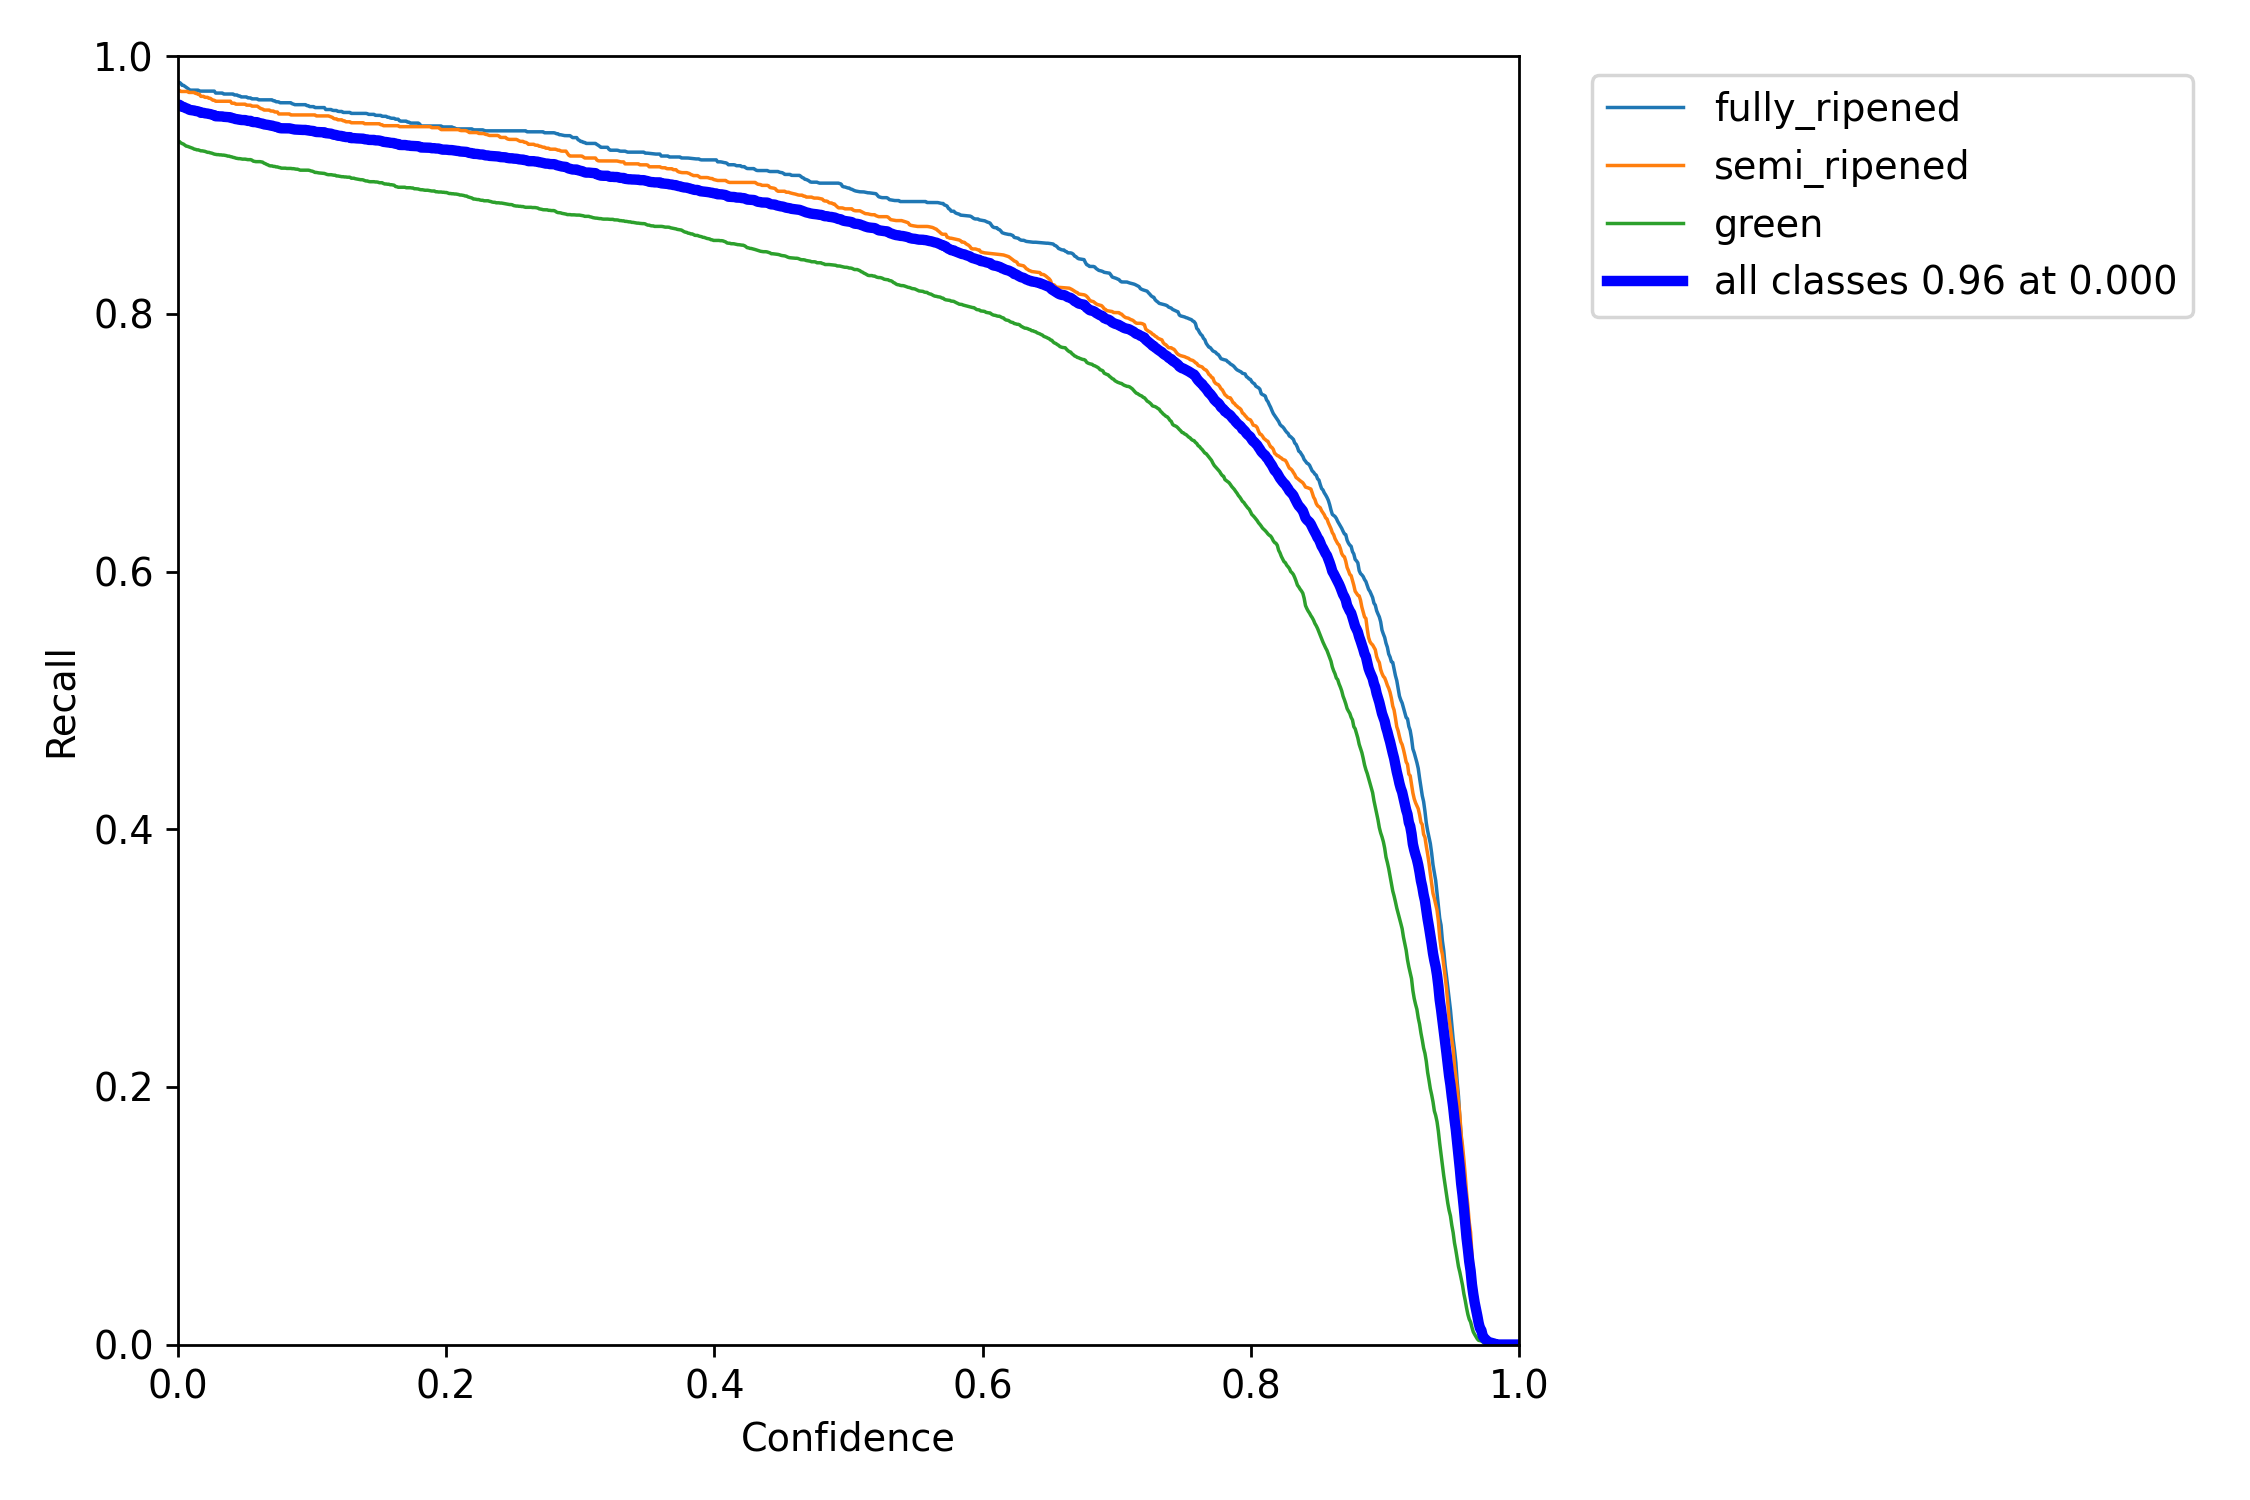 1.0
0.8
0.6
0.4
0.2
0.0
Recall
0.0 0.2 0.4 0.6 0.8 1.0
Confidence
fully_ripened
semi_ripened
green
all classes 0.96 at 0.000